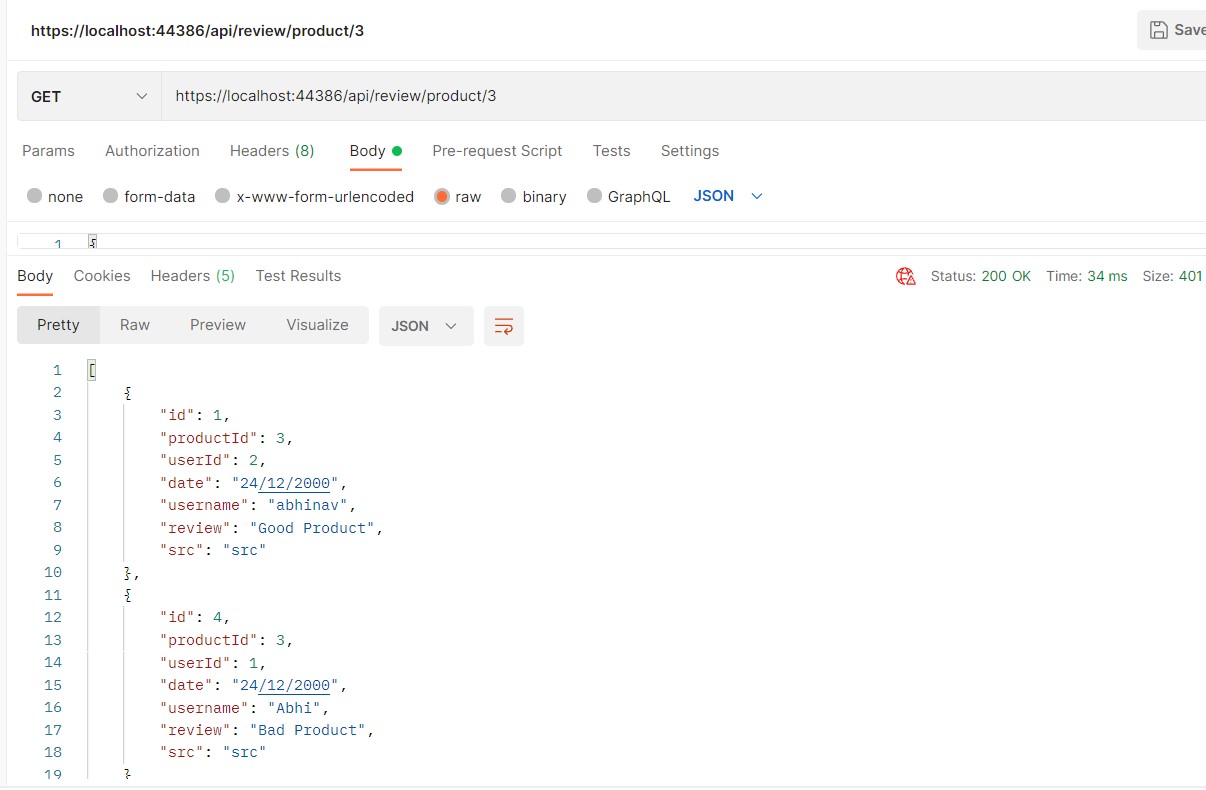 https://localhost:44386/api/review/product/3
Save
GET https://localhost:44386/api/review/product/3
Params Authorization Headers (8) Body Pre-request Script Tests Settings
none form-data x-www-form-urlencoded raw binary GraphQL JSON
1 {
Body Cookies Headers (5) Test Results Status: 200 OK Time: 34 ms Size: 401
Pretty Raw Preview Visualize JSON
1 [
2 {
3 "id": 1,
4 "productId": 3,
5 "userId": 2,
6 "date": "24/12/2000",
7 "username": "abhinav",
8 "review": "Good Product",
9 "src": "src"
10 },
11 {
12 "id": 4,
13 "productId": 3,
14 "userId": 1,
15 "date": "24/12/2000",
16 "username": "Abhi",
17 "review": "Bad Product",
18 "src": "src"
19 }